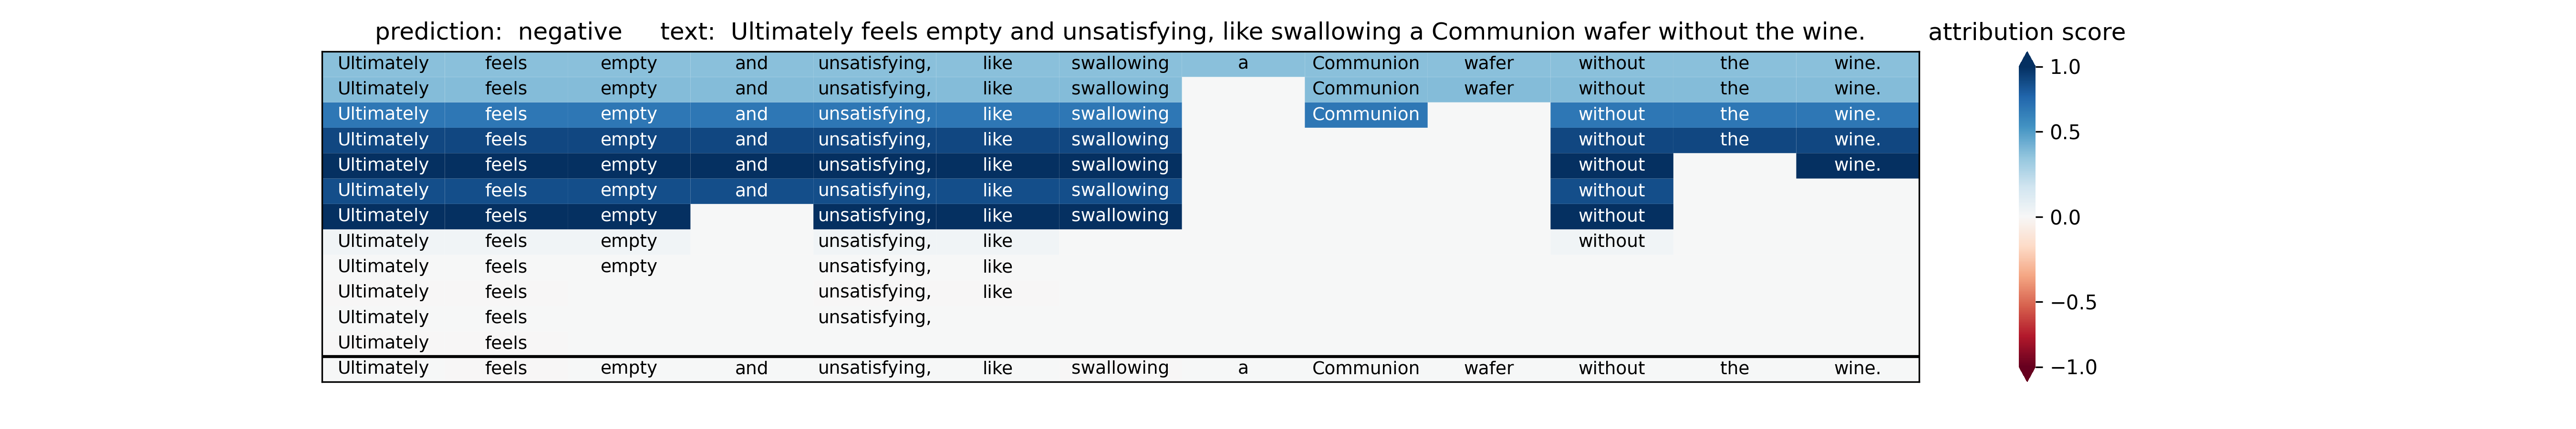 prediction:  negative     text:  Ultimately feels empty and unsatisfying, like swallowing a Communion wafer without the wine.     attribution score
Ultimately feels empty and unsatisfying, like swallowing a Communion wafer without the wine.
Ultimately feels empty and unsatisfying, like swallowing Communion wafer without the wine.
Ultimately feels empty and unsatisfying, like swallowing Communion without the wine.
Ultimately feels empty and unsatisfying, like swallowing without the wine.
Ultimately feels empty and unsatisfying, like swallowing without wine.
Ultimately feels empty and unsatisfying, like swallowing without
Ultimately feels empty unsatisfying, like swallowing without
Ultimately feels empty unsatisfying, like without
Ultimately feels empty unsatisfying, like
Ultimately feels unsatisfying, like
Ultimately feels unsatisfying,
Ultimately feels
Ultimately feels empty and unsatisfying, like swallowing a Communion wafer without the wine.
1.0
0.5
0.0
−0.5
−1.0